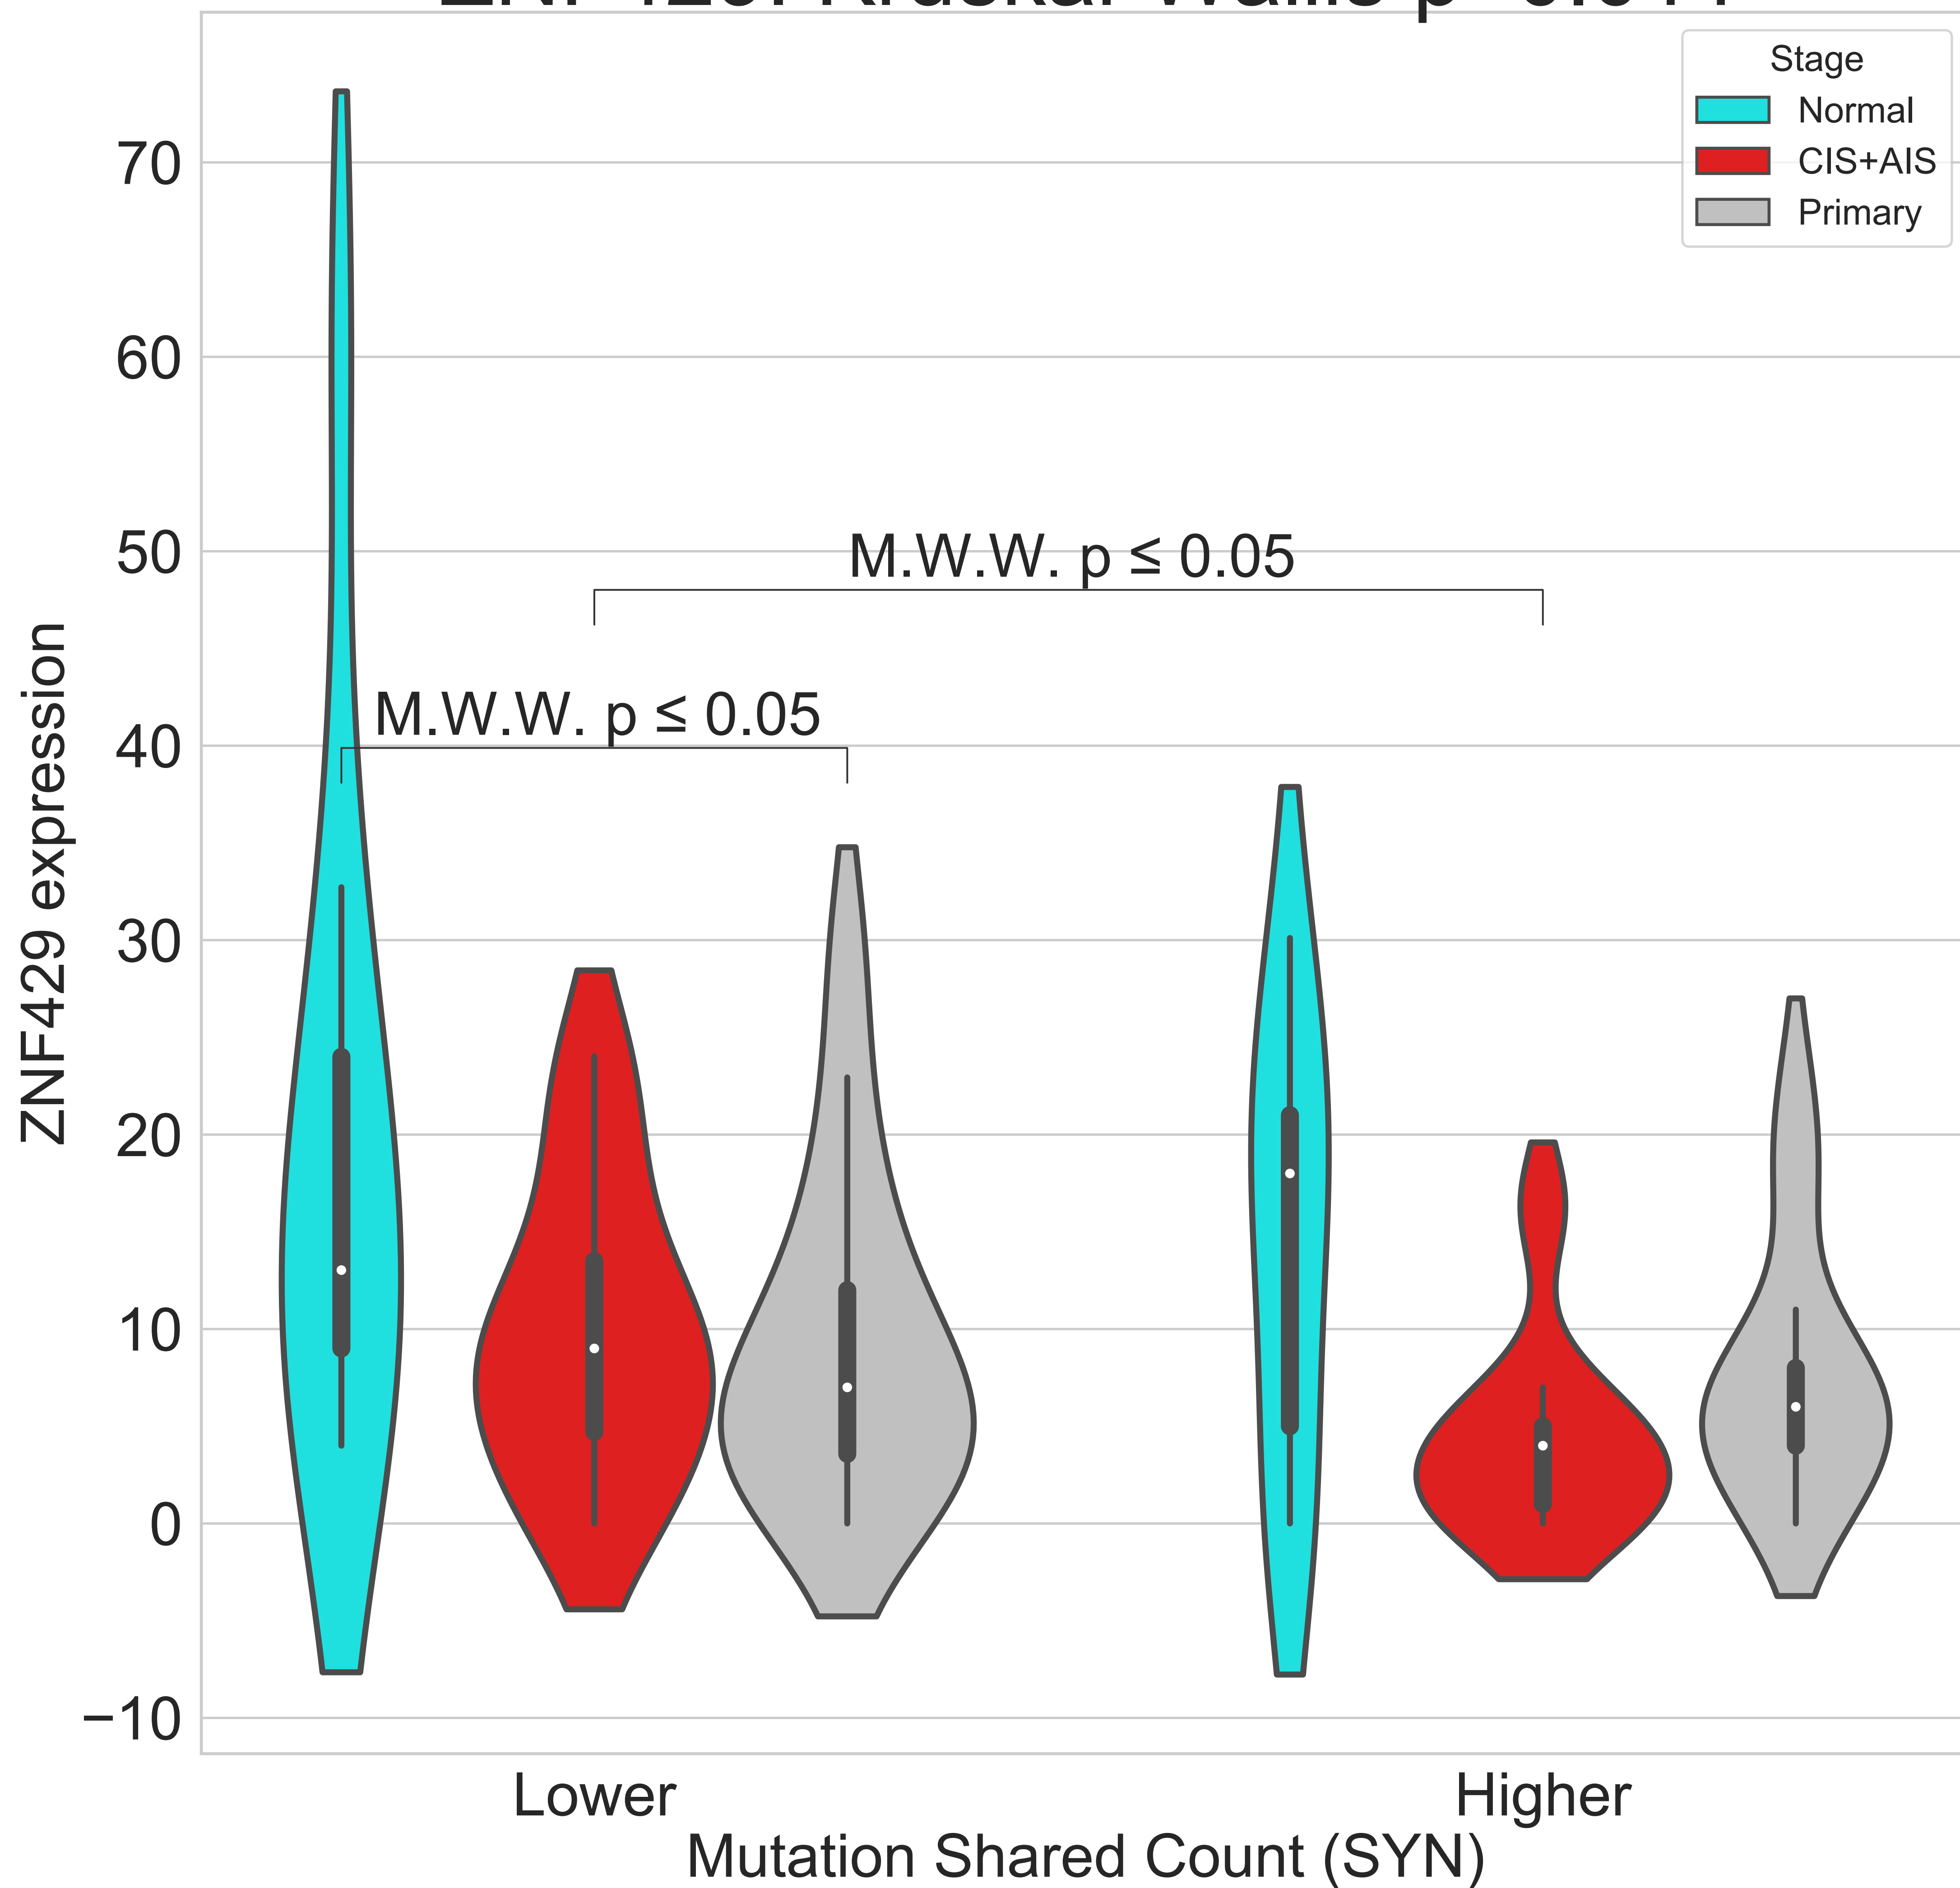 Stage
Normal
CIS+AIS
Primary
70
60
50
40
30
20
10
0
−10
ZNF429 expression
M.W.W. p ≤ 0.05
M.W.W. p ≤ 0.05
Lower
Higher
Mutation Shared Count (SYN)